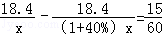 18.4/x - 18.4/(1+40%)x = 15/60